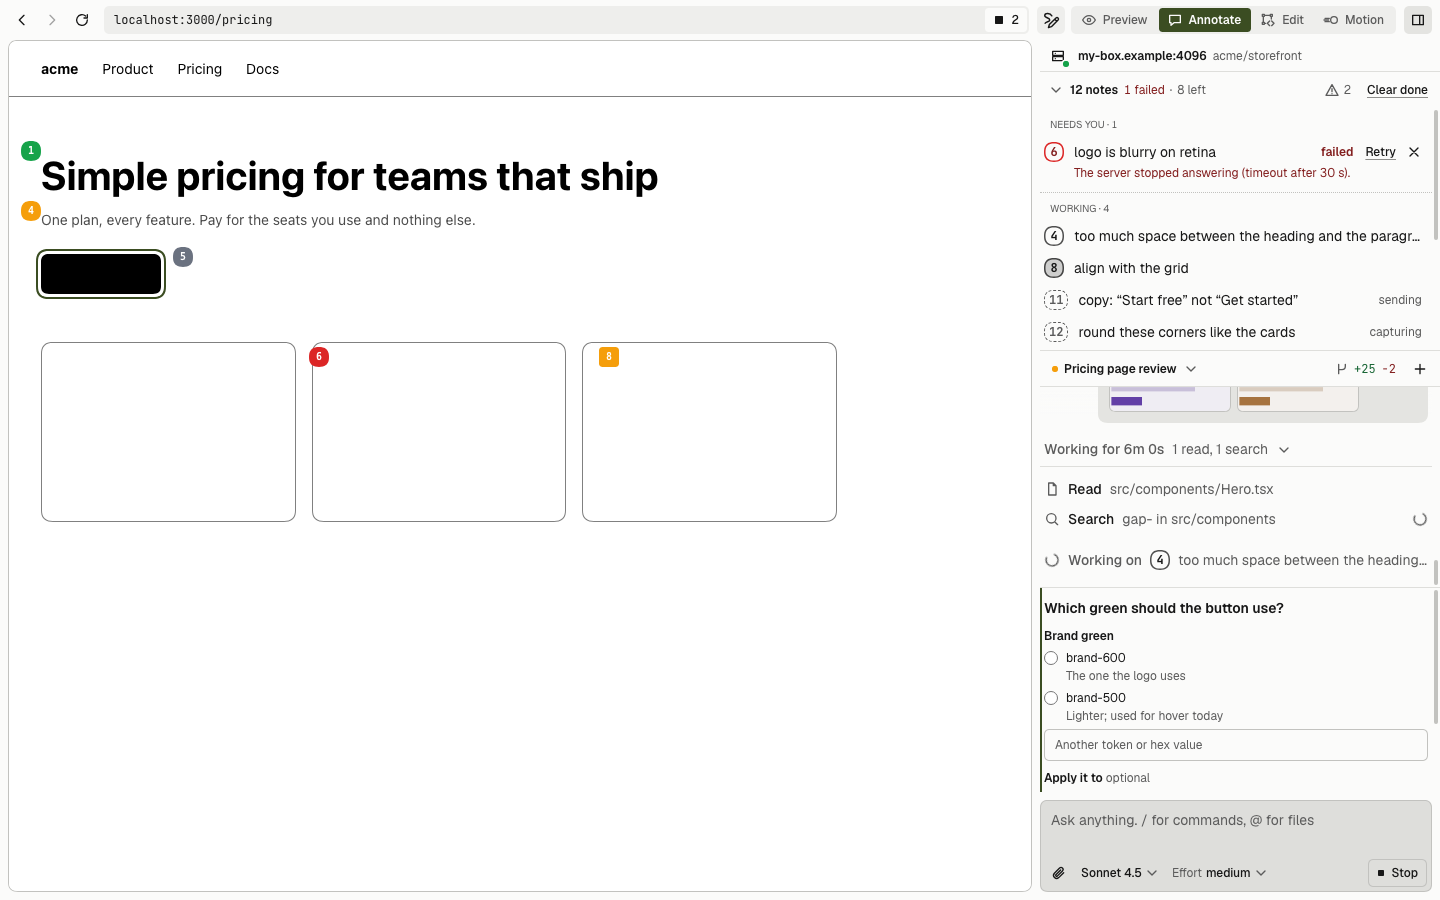 localhost:3000/pricing
2
Preview
Annotate
Edit
Motion
acme Product Pricing Docs
1
Simple pricing for teams that ship
4
One plan, every feature. Pay for the seats you use and nothing else.
5
6
8
my-box.example:4096 acme/storefront
12 notes 1 failed · 8 left 2 Clear done
NEEDS YOU · 1
6 logo is blurry on retina failed Retry
The server stopped answering (timeout after 30 s).
WORKING · 4
4 too much space between the heading and the paragr…
8 align with the grid
11 copy: “Start free” not “Get started” sending
12 round these corners like the cards capturing
Pricing page review +25 -2
Working for 6m 0s 1 read, 1 search
Read src/components/Hero.tsx
Search gap- in src/components
Working on 4 too much space between the heading…
Which green should the button use?
Brand green
brand-600
The one the logo uses
brand-500
Lighter; used for hover today
Another token or hex value
Apply it to optional
Ask anything. / for commands, @ for files
Sonnet 4.5 Effort medium Stop